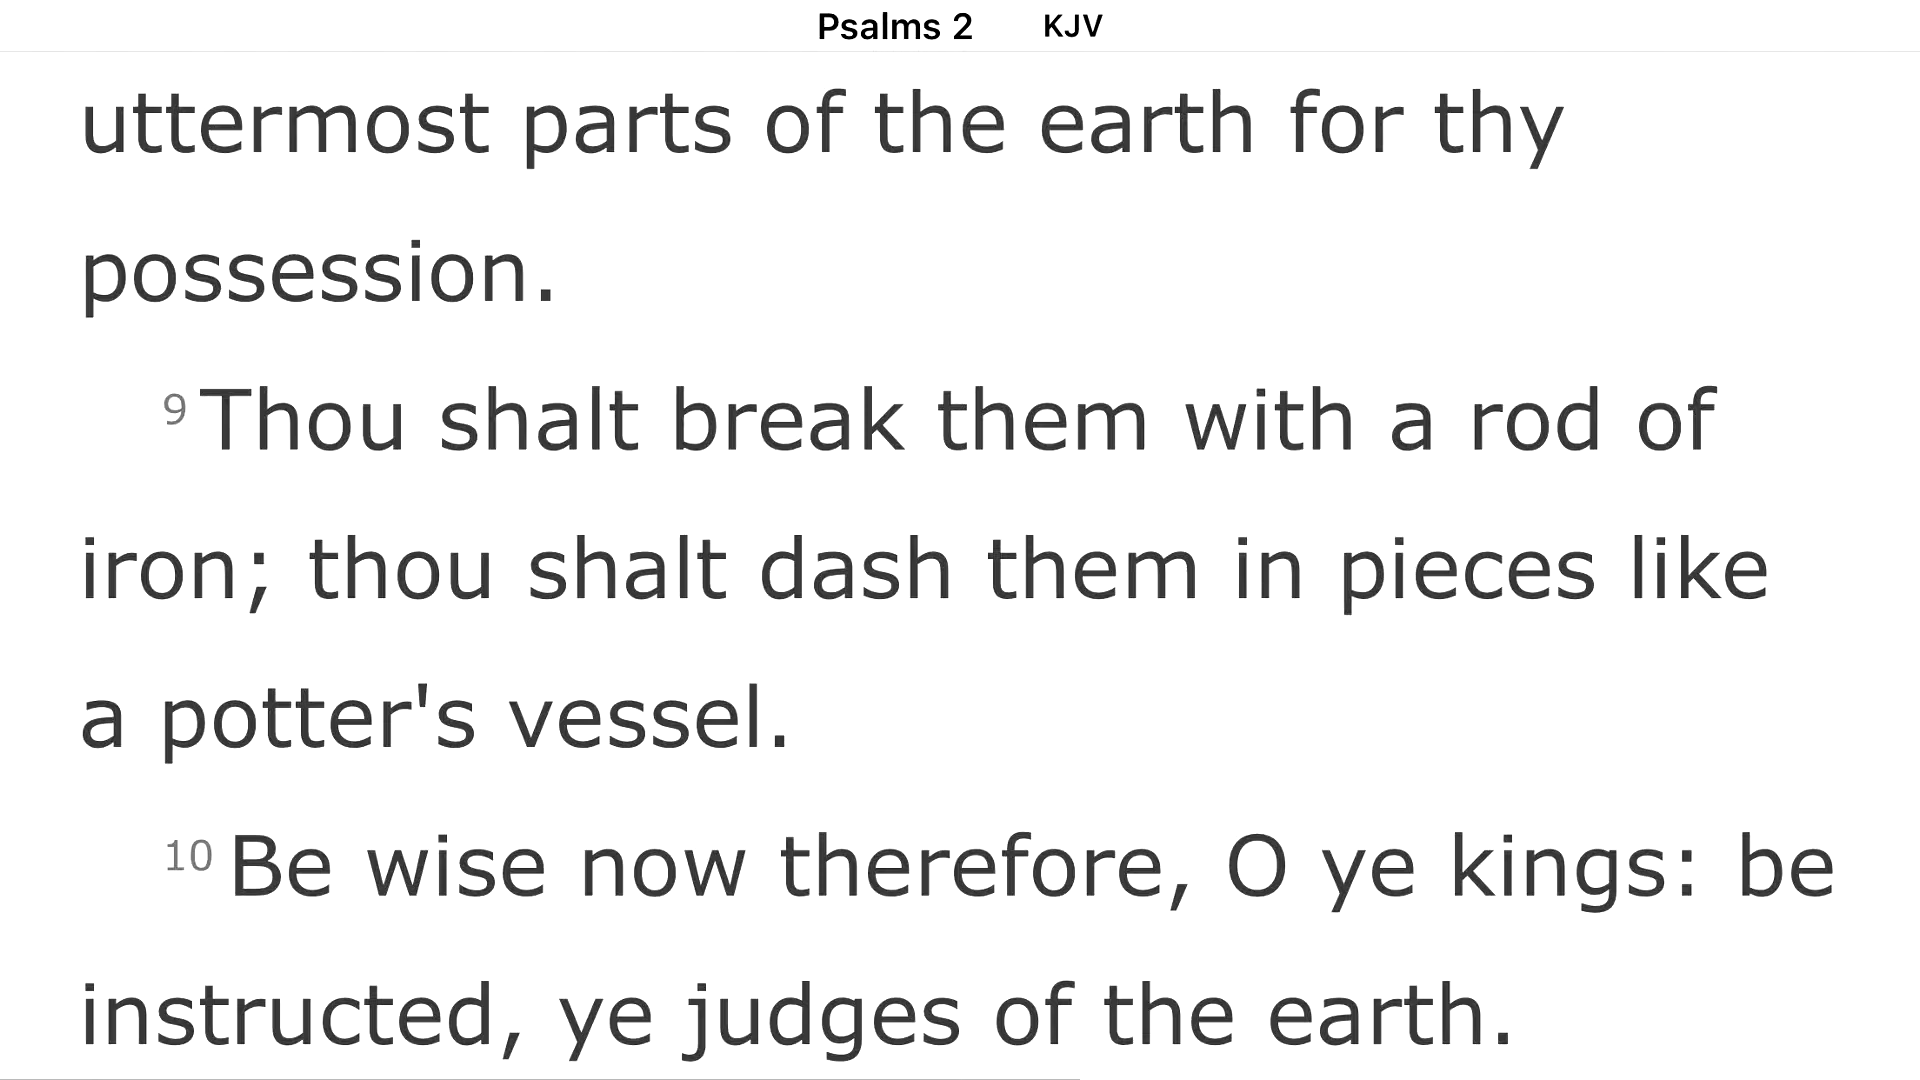 Psalms 2 KJV
uttermost parts of the earth for thy
possession.
9 Thou shalt break them with a rod of
iron; thou shalt dash them in pieces like
a potter's vessel.
10 Be wise now therefore, O ye kings: be
instructed, ye judges of the earth.